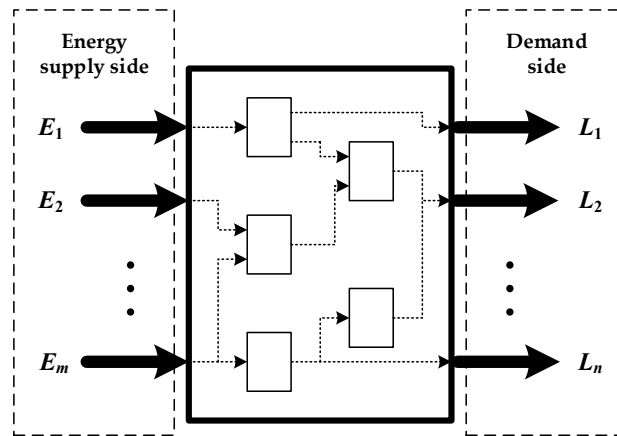 Energy
supply side
Demand
side
E₁
L₁
E₂
L₂
Eₘ
Lₙ